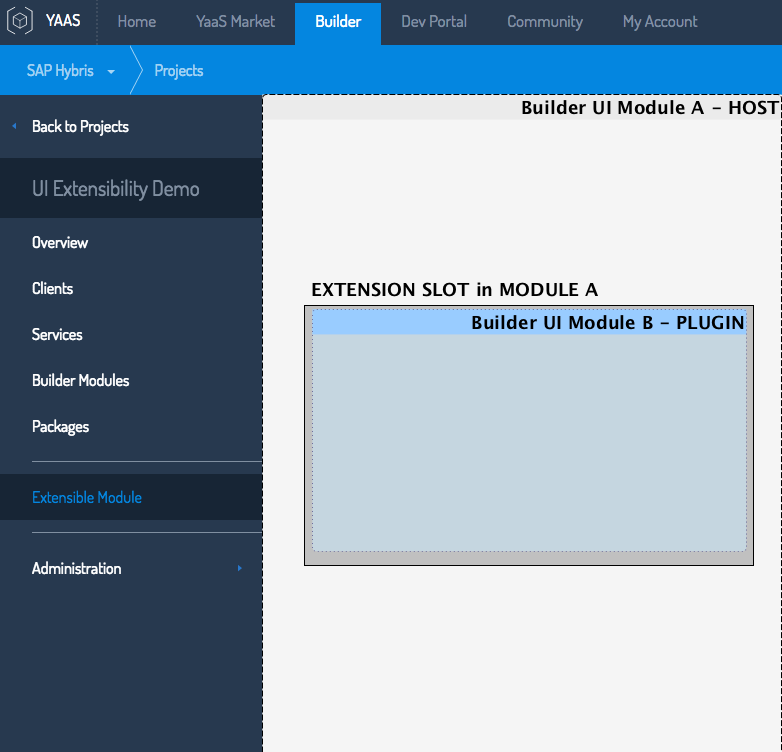 YAAS Home YaaS Market Builder Dev Portal Community My Account
SAP Hybris Projects
Back to Projects
UI Extensibility Demo
Overview
Clients
Services
Builder Modules
Packages
Extensible Module
Administration
Builder UI Module A – HOST
EXTENSION SLOT in MODULE A
Builder UI Module B – PLUGIN